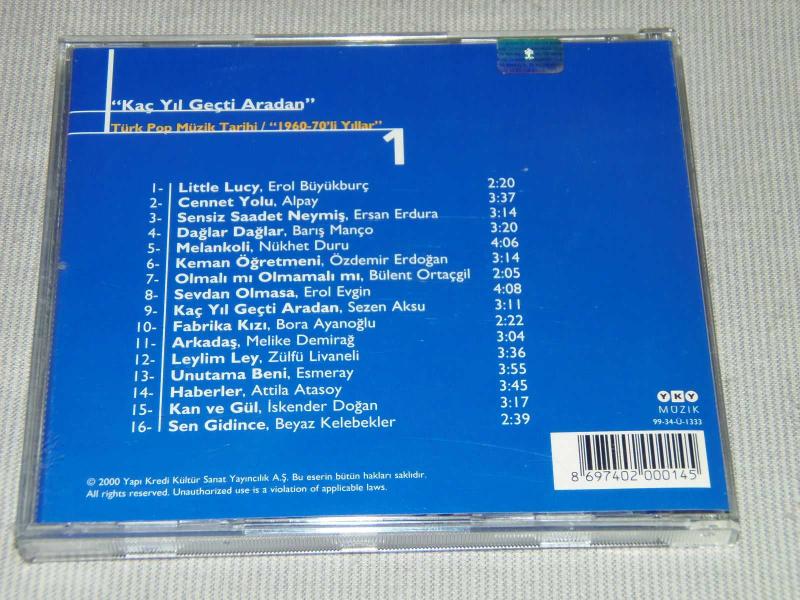 "Kaç Yıl Geçti Aradan"
Türk Pop Müzik Tarihi / "1960-70'li Yıllar"
1
1- Little Lucy, Erol Büyükburç 2:20
2- Cennet Yolu, Alpay 3:37
3- Sensiz Saadet Neymiş, Ersan Erdura 3:14
4- Dağlar Dağlar, Barış Manço 3:20
5- Melankoli, Nükhet Duru 4:06
6- Keman Öğretmeni, Özdemir Erdoğan 3:14
7- Olmalı mı Olmamalı mı, Bülent Ortaçgil 2:05
8- Sevdan Olmasa, Erol Evgin 4:08
9- Kaç Yıl Geçti Aradan, Sezen Aksu 3:11
10- Fabrika Kızı, Bora Ayanoğlu 2:22
11- Arkadaş, Melike Demirağ 3:04
12- Leylim Ley, Zülfü Livaneli 3:36
13- Unutama Beni, Esmeray 3:55
14- Haberler, Attila Atasoy 3:45
15- Kan ve Gül, İskender Doğan 3:17
16- Sen Gidince, Beyaz Kelebekler 2:39
YKY
MÜZİK
99-34-Ü-1333
8 697402 000145
© 2000 Yapı Kredi Kültür Sanat Yayıncılık A.Ş. Bu eserin bütün hakları saklıdır.
All rights reserved. Unauthorized use is a violation of applicable laws.